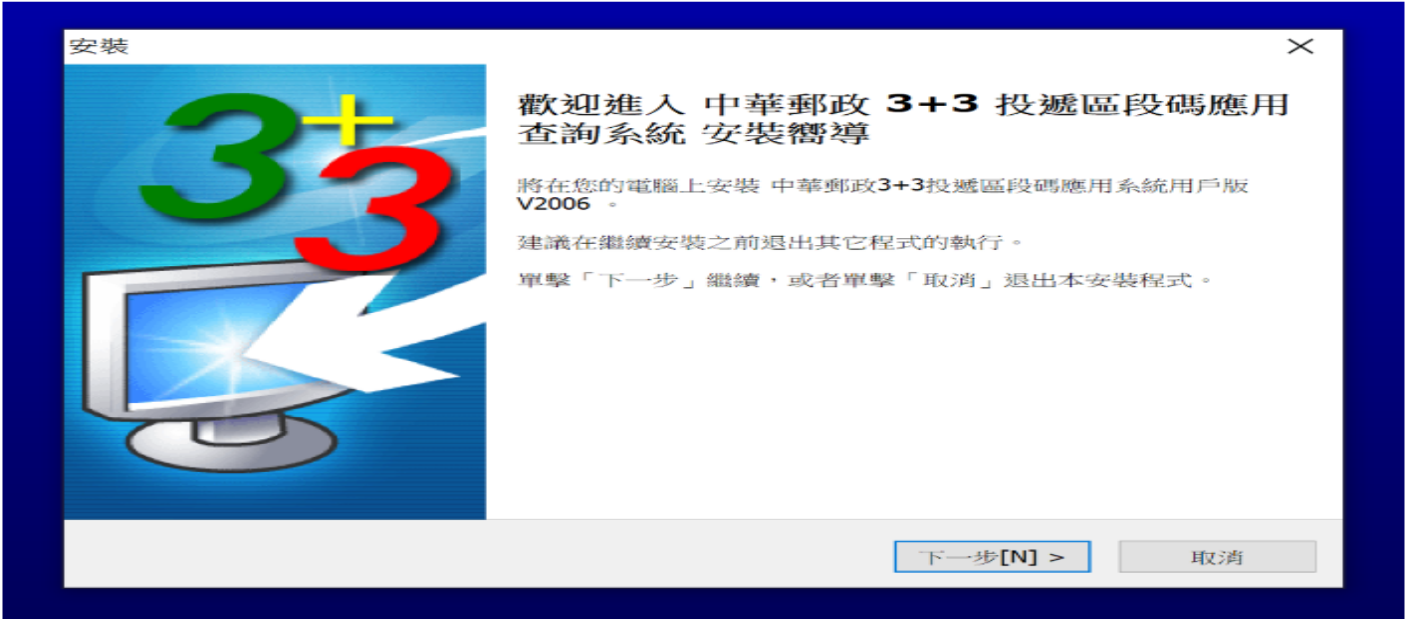 安裝
3+3
歡迎進入 中華郵政 3+3 投遞區段碼應用
查詢系統 安裝嚮導
將在您的電腦上安裝 中華郵政3+3投遞區段碼應用系統用戶版
V2006 。
建議在繼續安裝之前退出其它程式的執行。
單擊「下一步」繼續，或者單擊「取消」退出本安裝程式。
下一步[N] >
取消